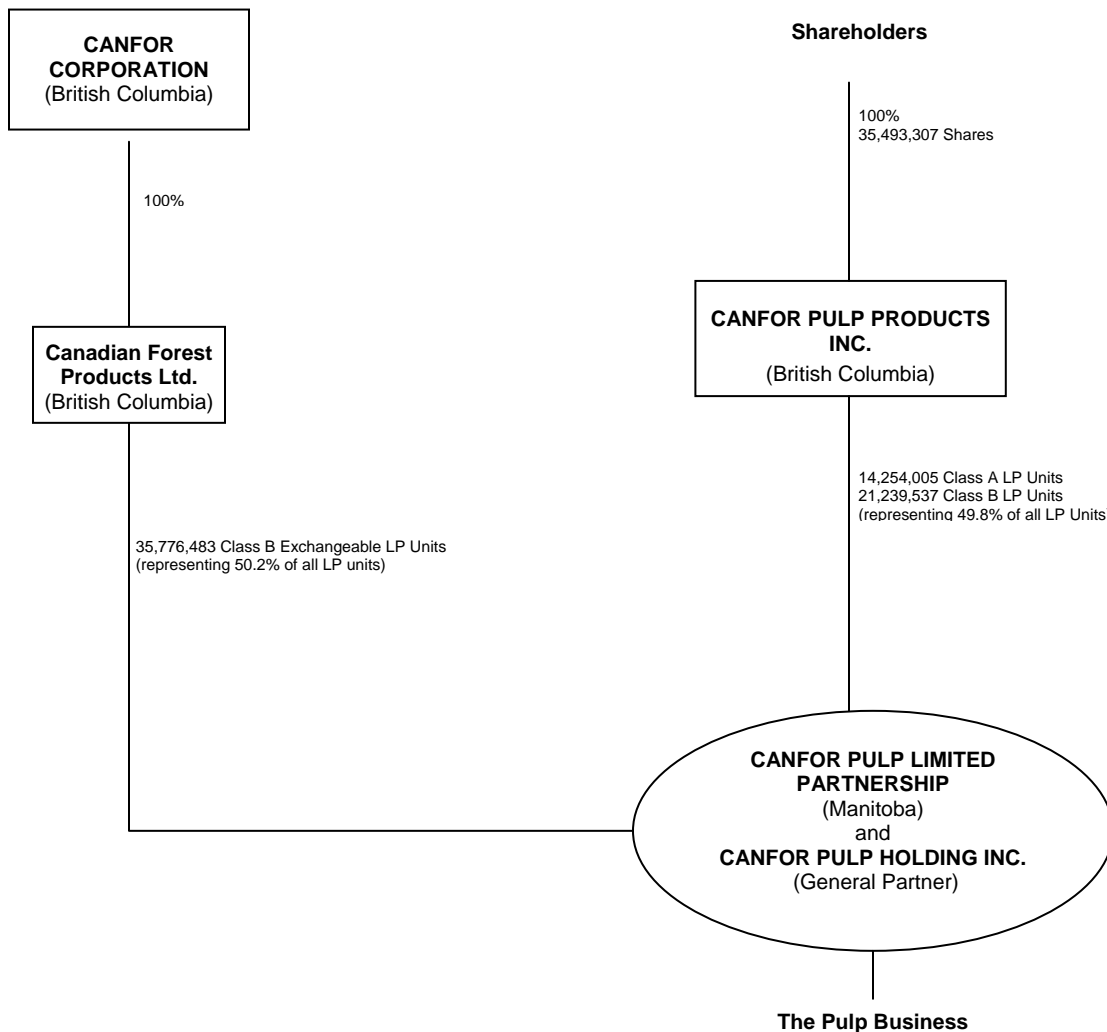 CANFOR
CORPORATION
(British Columbia)
100%
Canadian Forest
Products Ltd.
(British Columbia)
35,776,483 Class B Exchangeable LP Units
(representing 50.2% of all LP units)
Shareholders
100%
35,493,307 Shares
CANFOR PULP PRODUCTS
INC.
(British Columbia)
14,254,005 Class A LP Units
21,239,537 Class B LP Units
(representing 49.8% of all LP Units)
CANFOR PULP LIMITED
PARTNERSHIP
(Manitoba)
and
CANFOR PULP HOLDING INC.
(General Partner)
The Pulp Business